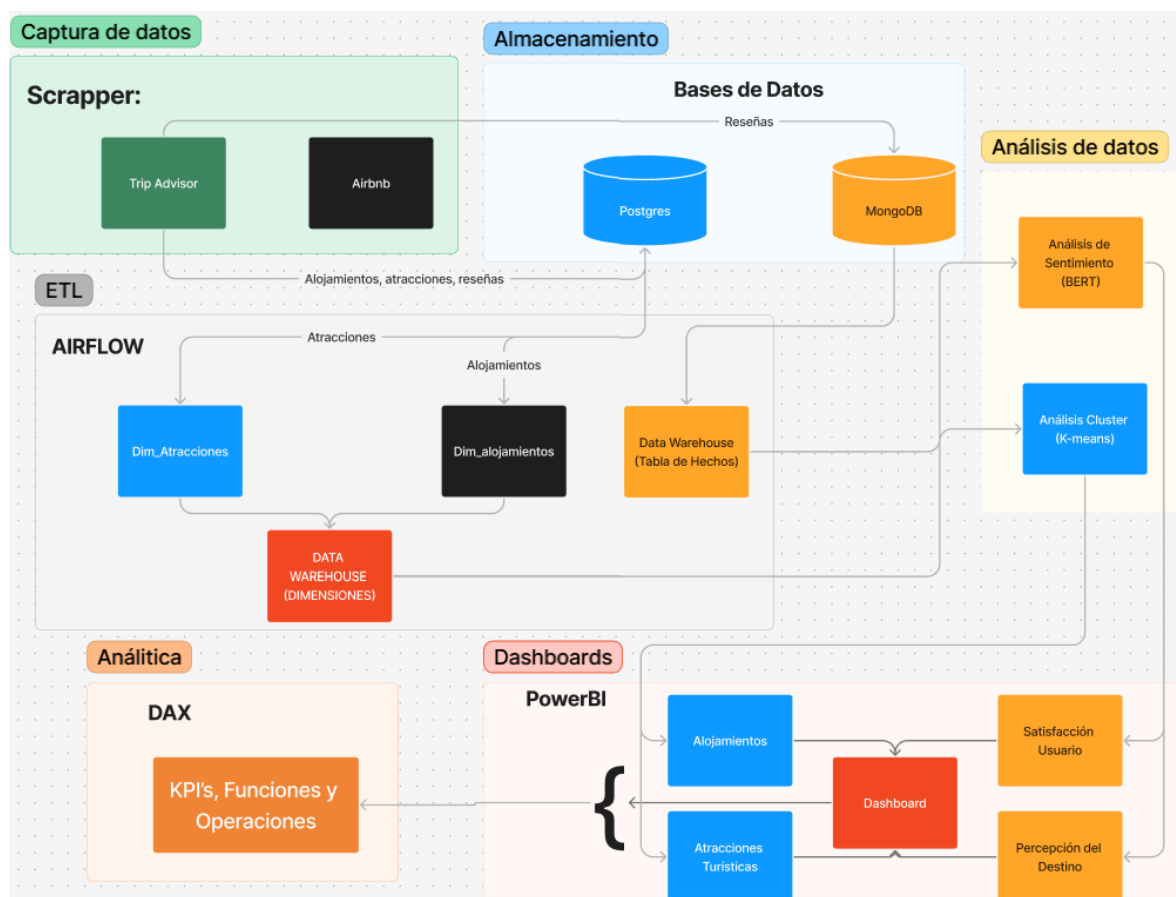 Captura de datos
Almacenamiento
Scrapper:
Bases de Datos
Reseñas
Análisis de datos
Trip Advisor
Airbnb
Postgres
MongoDB
Análisis de
Sentimiento
(BERT)
Alojamientos, atracciones, reseñas
ETL
AIRFLOW
Atracciones
Alojamientos
Dim_Atracciones
Dim_alojamientos
Data Warehouse
(Tabla de Hechos)
Análisis Cluster
(K-means)
DATA
WAREHOUSE
(DIMENSIONES)
Análitica
Dashboards
DAX
PowerBI
KPI's, Funciones y
Operaciones
{
Alojamientos
Satisfacción
Usuario
Dashboard
Atracciones
Turísticas
Percepción del
Destino